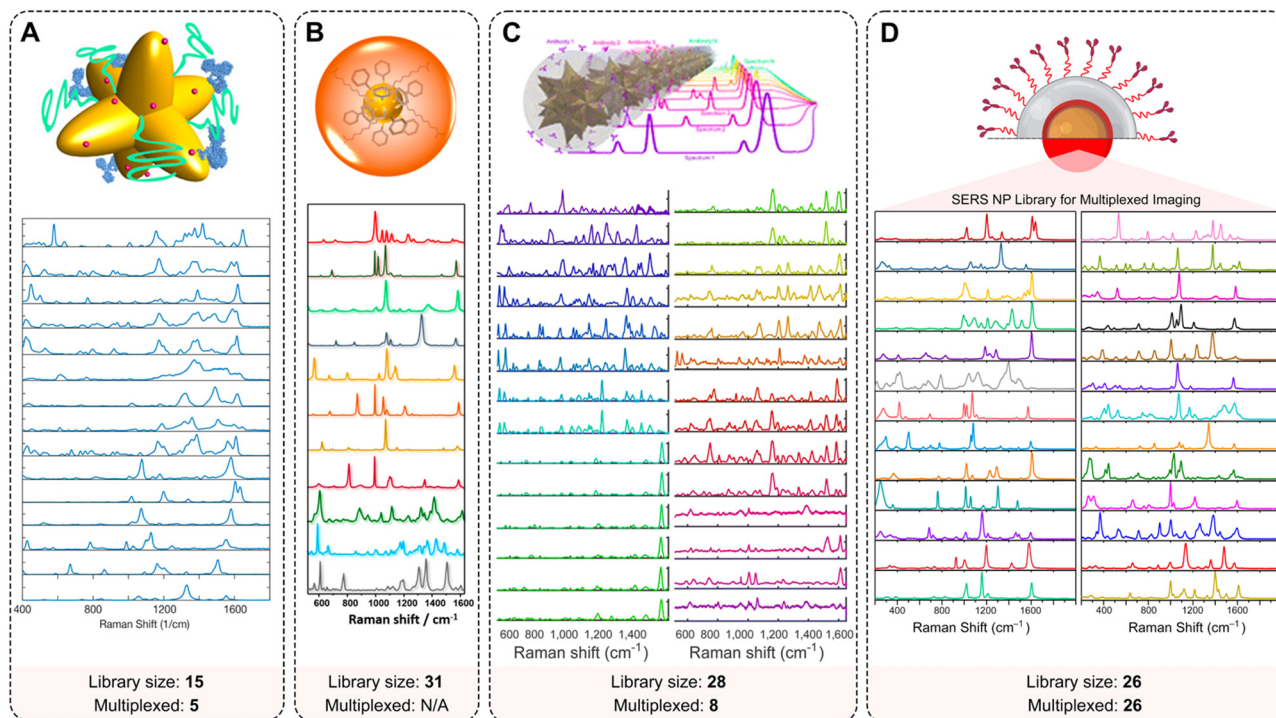 A
B
C
D
Antibody 1
Antibody 2
Spectrum 2
Spectrum 1
SERS NP Library for Multiplexed Imaging
400 800 1200 1600
Raman Shift (1/cm)
600 800 1000 1200 1400 1600
Raman shift / cm⁻¹
600 800 1,000 1,200 1,400
600 800 1,000 1,200 1,400 1,600
Raman shift (cm⁻¹)
Raman shift (cm⁻¹)
400 800 1200 1600
400 800 1200 1600
Raman Shift (cm⁻¹)
Raman Shift (cm⁻¹)
Library size: 15
Multiplexed: 5
Library size: 31
Multiplexed: N/A
Library size: 28
Multiplexed: 8
Library size: 26
Multiplexed: 26